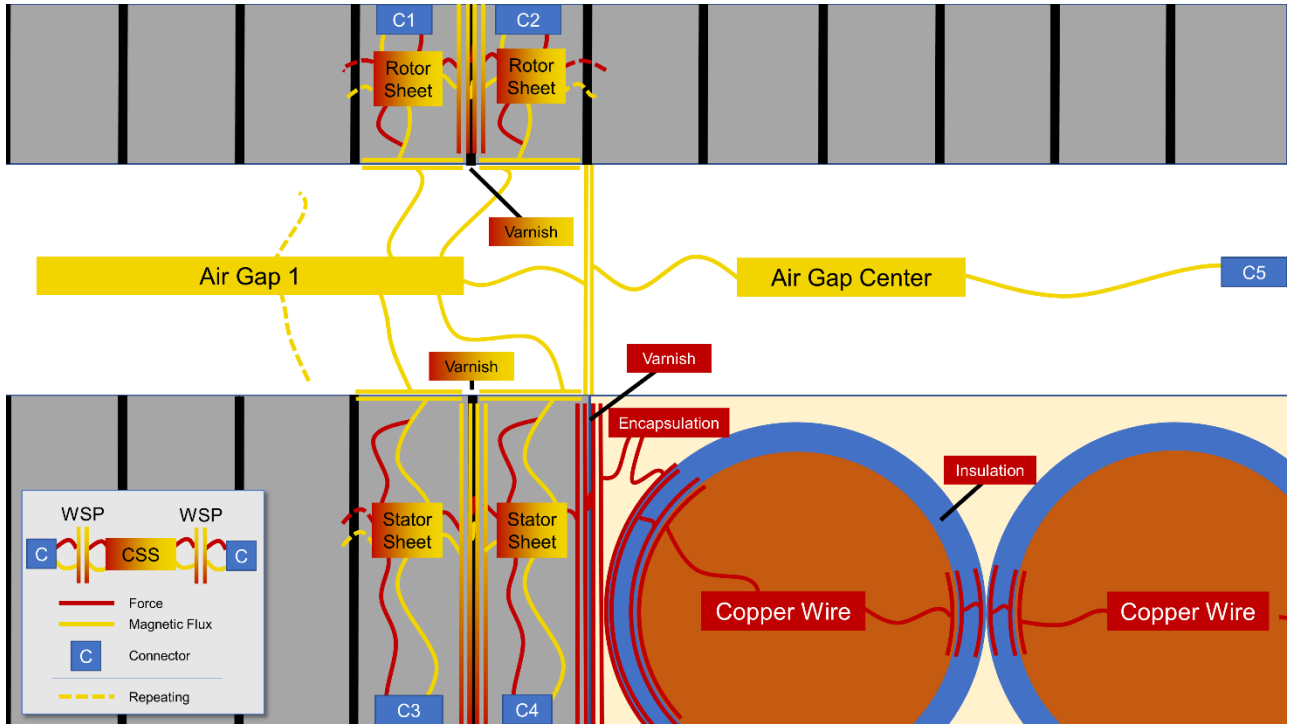 C1
C2
Rotor
Sheet
Rotor
Sheet
Varnish
Air Gap 1
Air Gap Center
C5
Varnish
Varnish
Encapsulation
Insulation
Stator
Sheet
Stator
Sheet
Copper Wire
Copper Wire
C3
C4
WSP
WSP
C
CSS
C
Force
Magnetic Flux
C
Connector
Repeating